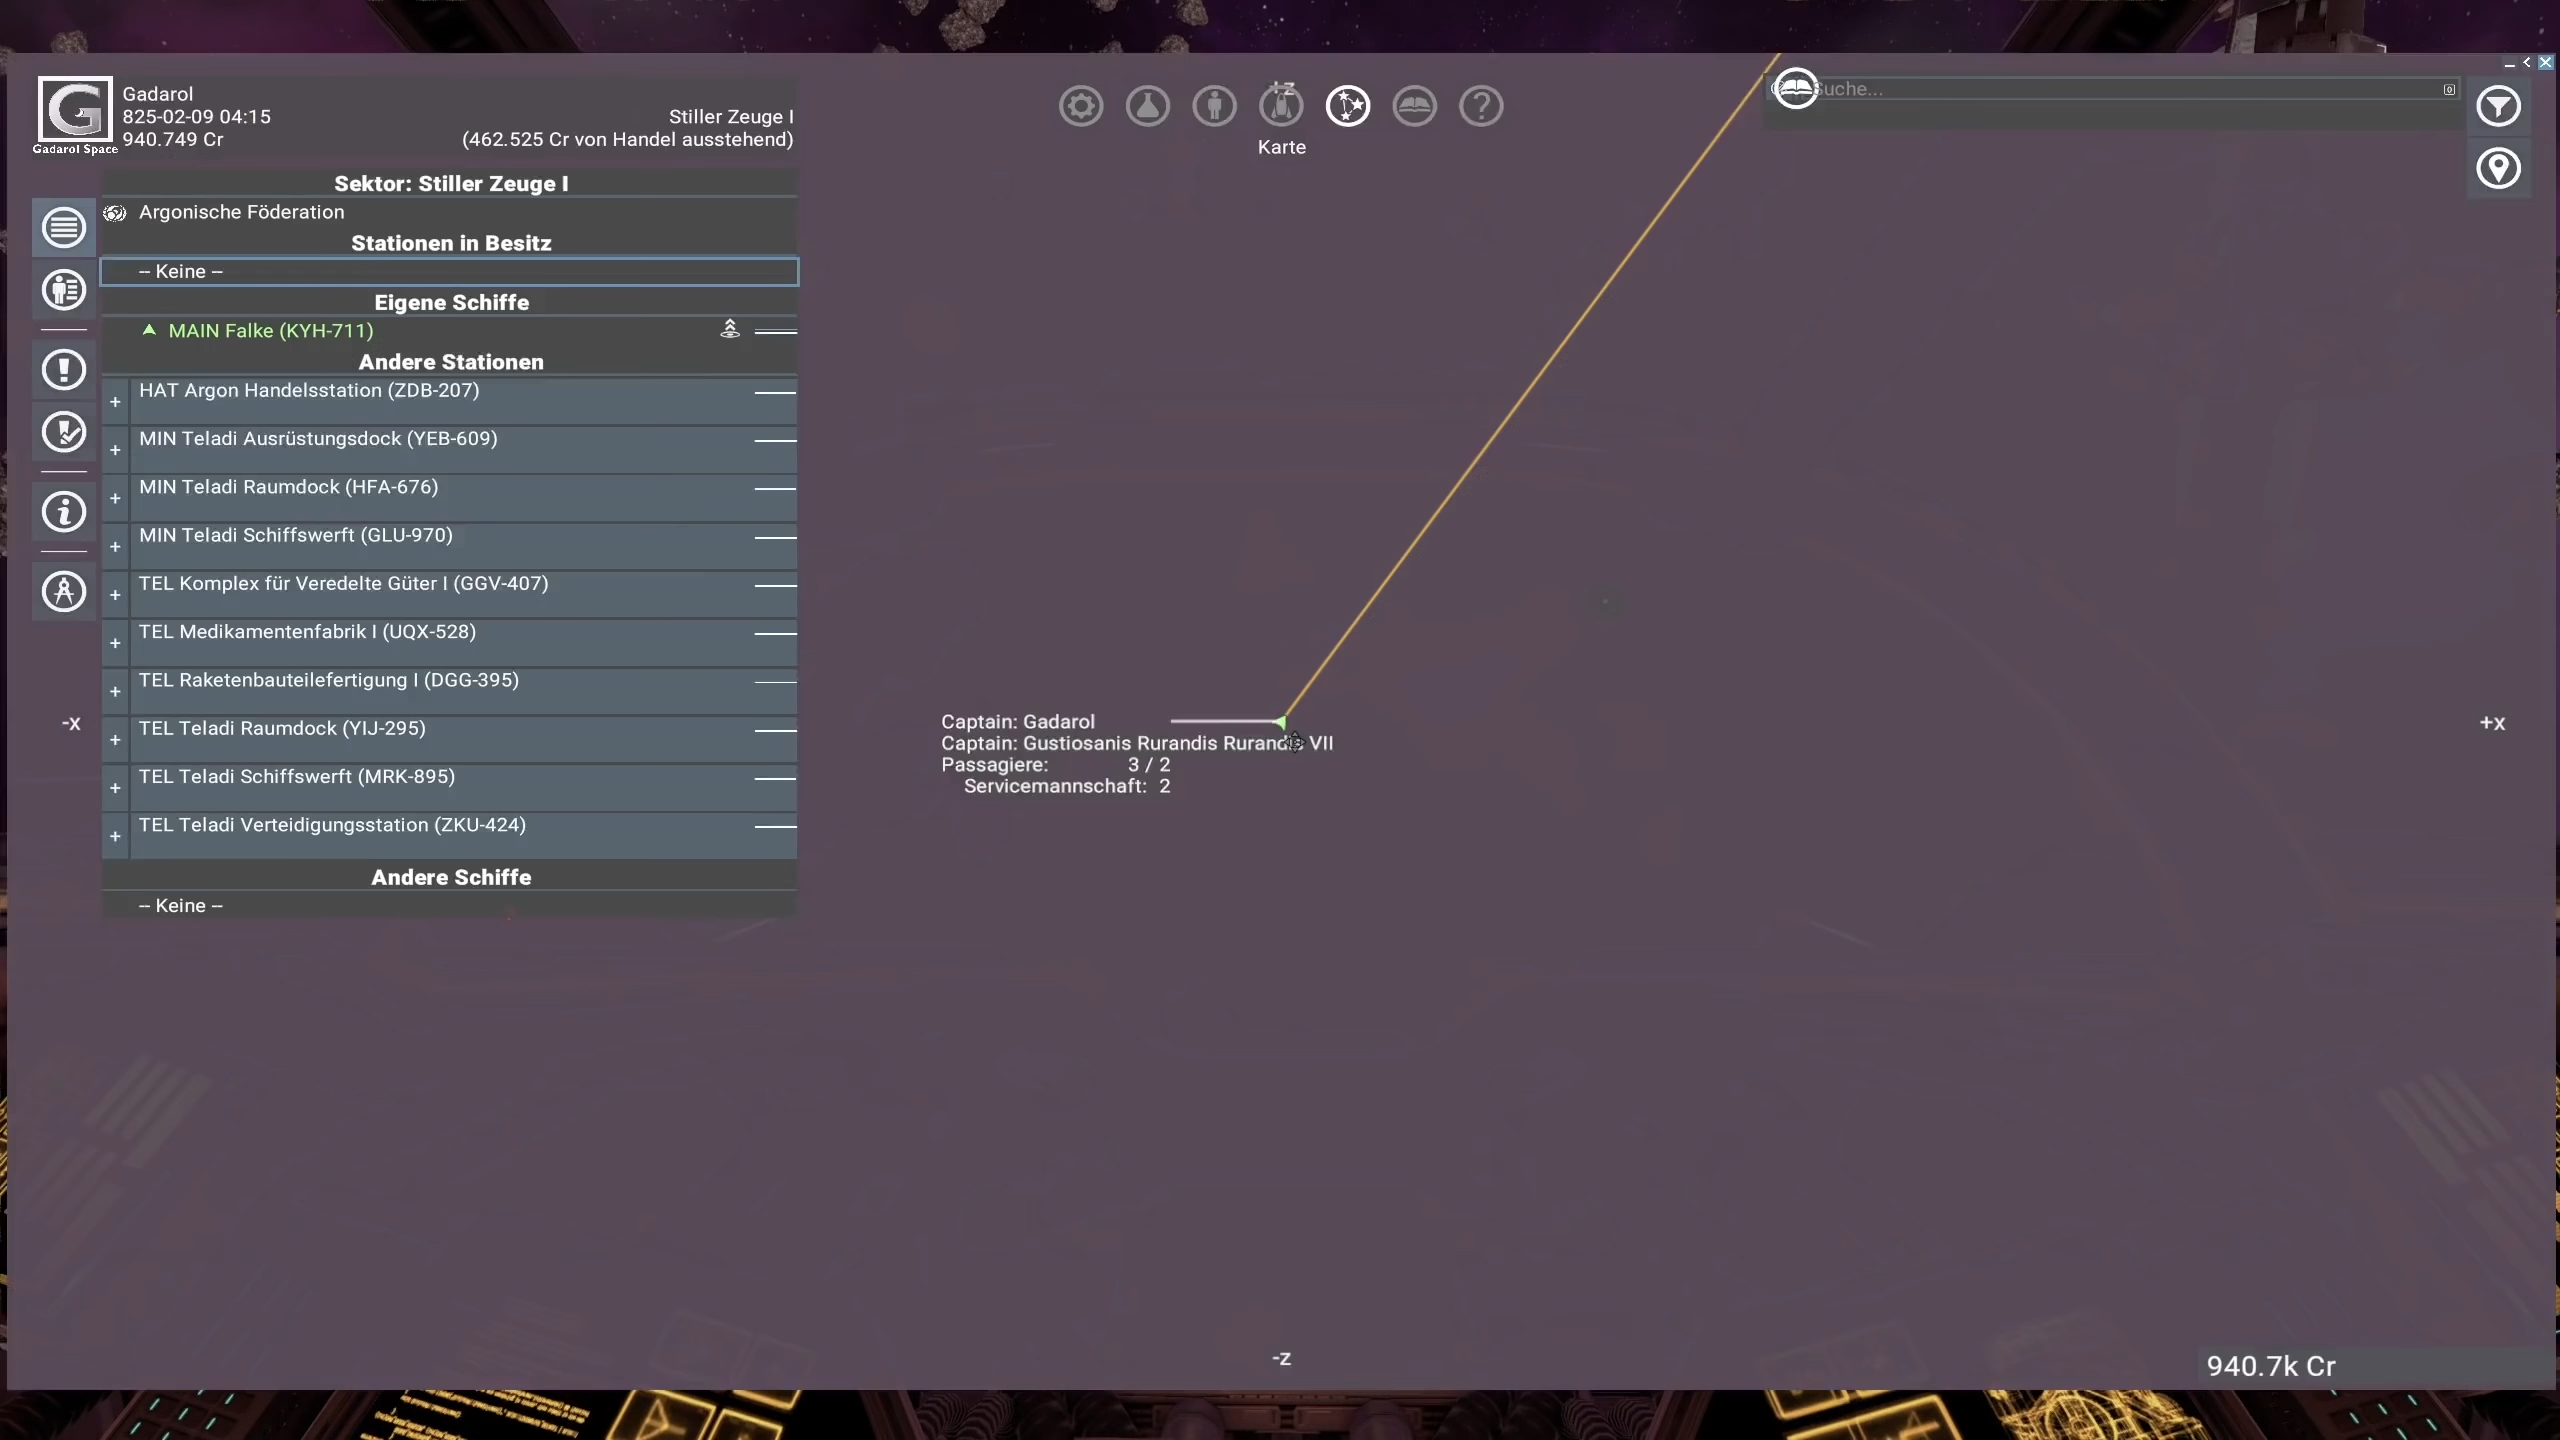 Gadarol
825-02-09 04:15
Stiller Zeuge I
940.749 Cr
(462.525 Cr von Handel ausstehend)
G
Gadarol Space
+z
Karte
Suche...
Sektor: Stiller Zeuge I
Argonische Föderation
Stationen in Besitz
-- Keine --
Eigene Schiffe
MAIN Falke (KYH-711)
Andere Stationen
+ HAT Argon Handelsstation (ZDB-207)
+ MIN Teladi Ausrüstungsdock (YEB-609)
+ MIN Teladi Raumdock (HFA-676)
+ MIN Teladi Schiffswerft (GLU-970)
+ TEL Komplex für Veredelte Güter I (GGV-407)
+ TEL Medikamentenfabrik I (UQX-528)
+ TEL Raketenbauteilefertigung I (DGG-395)
+ TEL Teladi Raumdock (YIJ-295)
+ TEL Teladi Schiffswerft (MRK-895)
+ TEL Teladi Verteidigungsstation (ZKU-424)
Andere Schiffe
-- Keine --
-x
+x
Captain: Gadarol
Captain: Gustiosanis Rurandis Rurandis VII
Passagiere: 3 / 2
Servicemannschaft: 2
-z
940.7k Cr